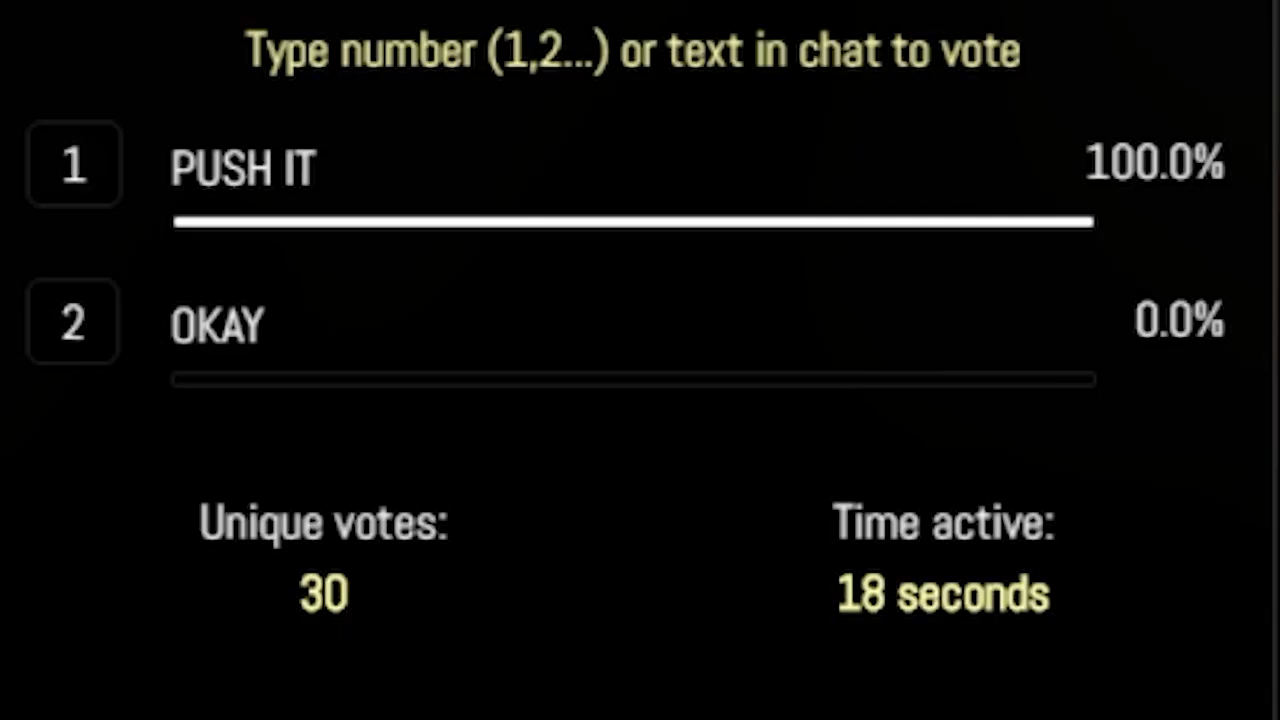 Type number (1,2...) or text in chat to vote
1 PUSH IT 100.0%
2 OKAY 0.0%
Unique votes: Time active:
30 18 seconds